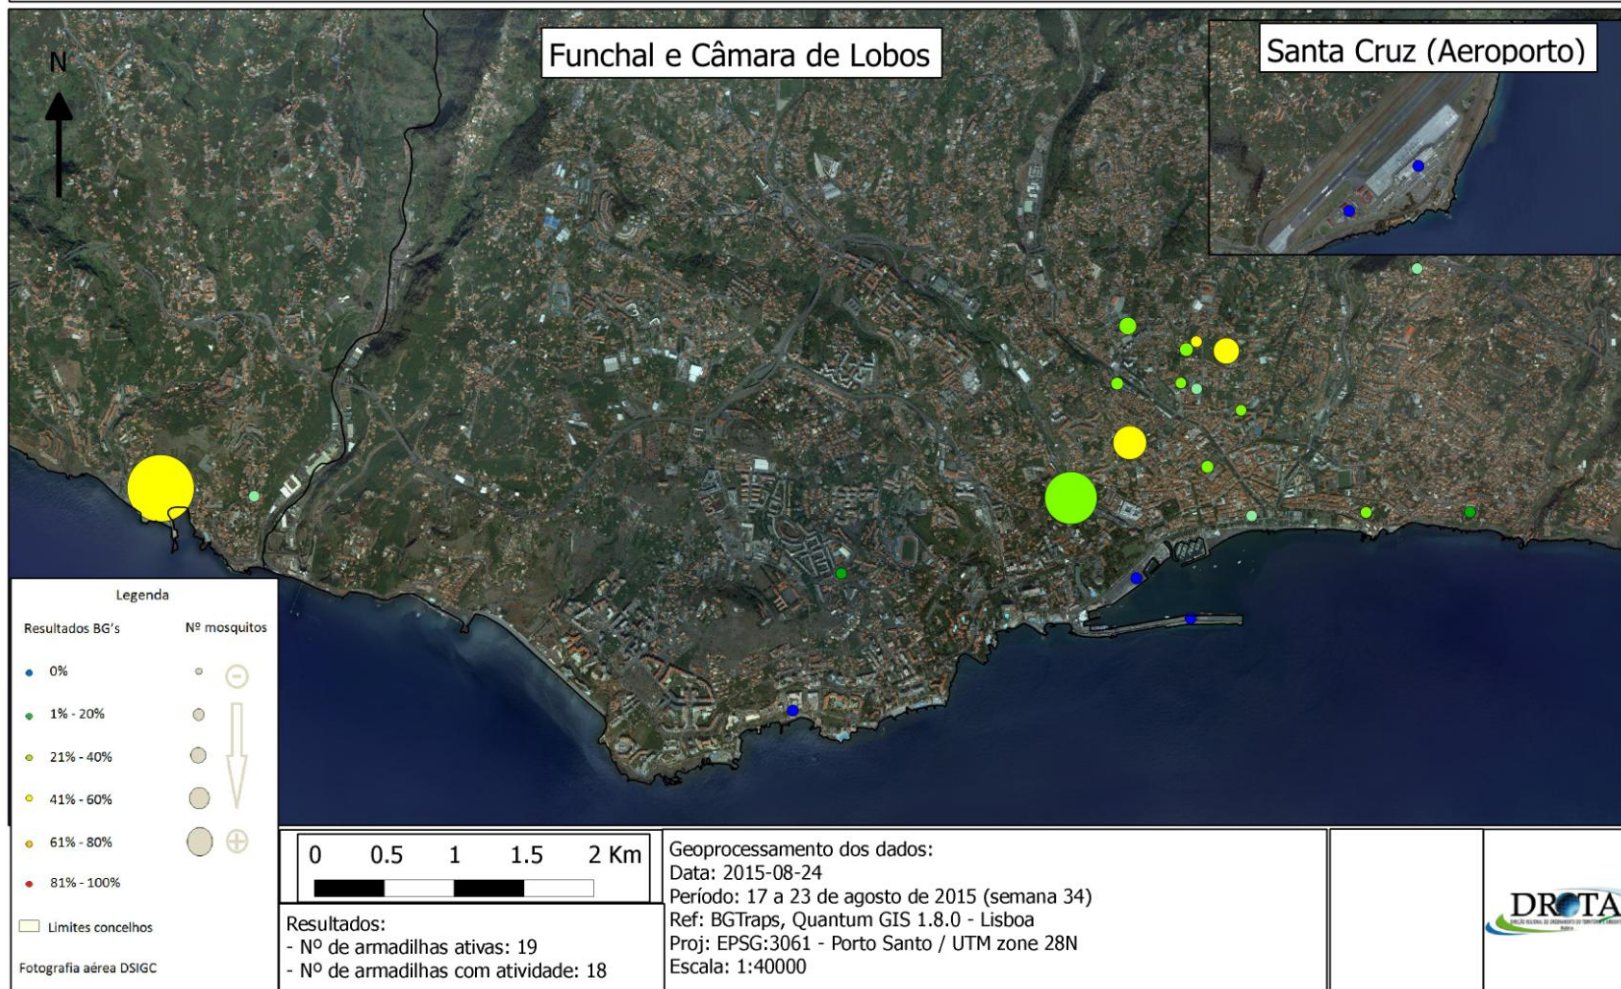 Funchal e Câmara de Lobos
Santa Cruz (Aeroporto)
N
Legenda
Resultados BG's
Nº mosquitos
0%
1% - 20%
21% - 40%
41% - 60%
61% - 80%
81% - 100%
Limites concelhos
Fotografia aérea DSIGC
0 0.5 1 1.5 2 Km
Resultados:
- Nº de armadilhas ativas: 19
- Nº de armadilhas com atividade: 18
Geoprocessamento dos dados:
Data: 2015-08-24
Período: 17 a 23 de agosto de 2015 (semana 34)
Ref: BGTraps, Quantum GIS 1.8.0 - Lisboa
Proj: EPSG:3061 - Porto Santo / UTM zone 28N
Escala: 1:40000
DROTA